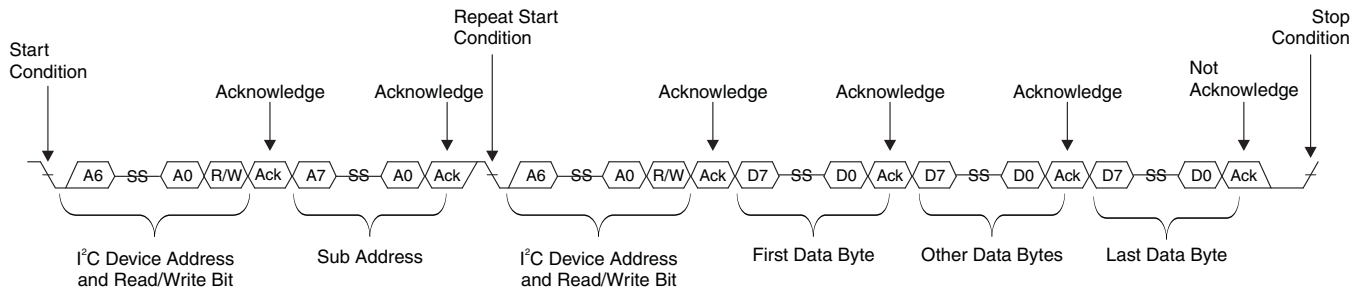 Start
Condition
Acknowledge
Acknowledge
Repeat Start
Condition
Acknowledge
Acknowledge
Acknowledge
Not
Acknowledge
Stop
Condition
A6 SS A0 R/W Ack A7 SS A0 Ack A6 SS A0 R/W Ack D7 SS D0 Ack D7 SS D0 Ack D7 SS D0 Ack
I²C Device Address
and Read/Write Bit
Sub Address
I²C Device Address
and Read/Write Bit
First Data Byte
Other Data Bytes
Last Data Byte